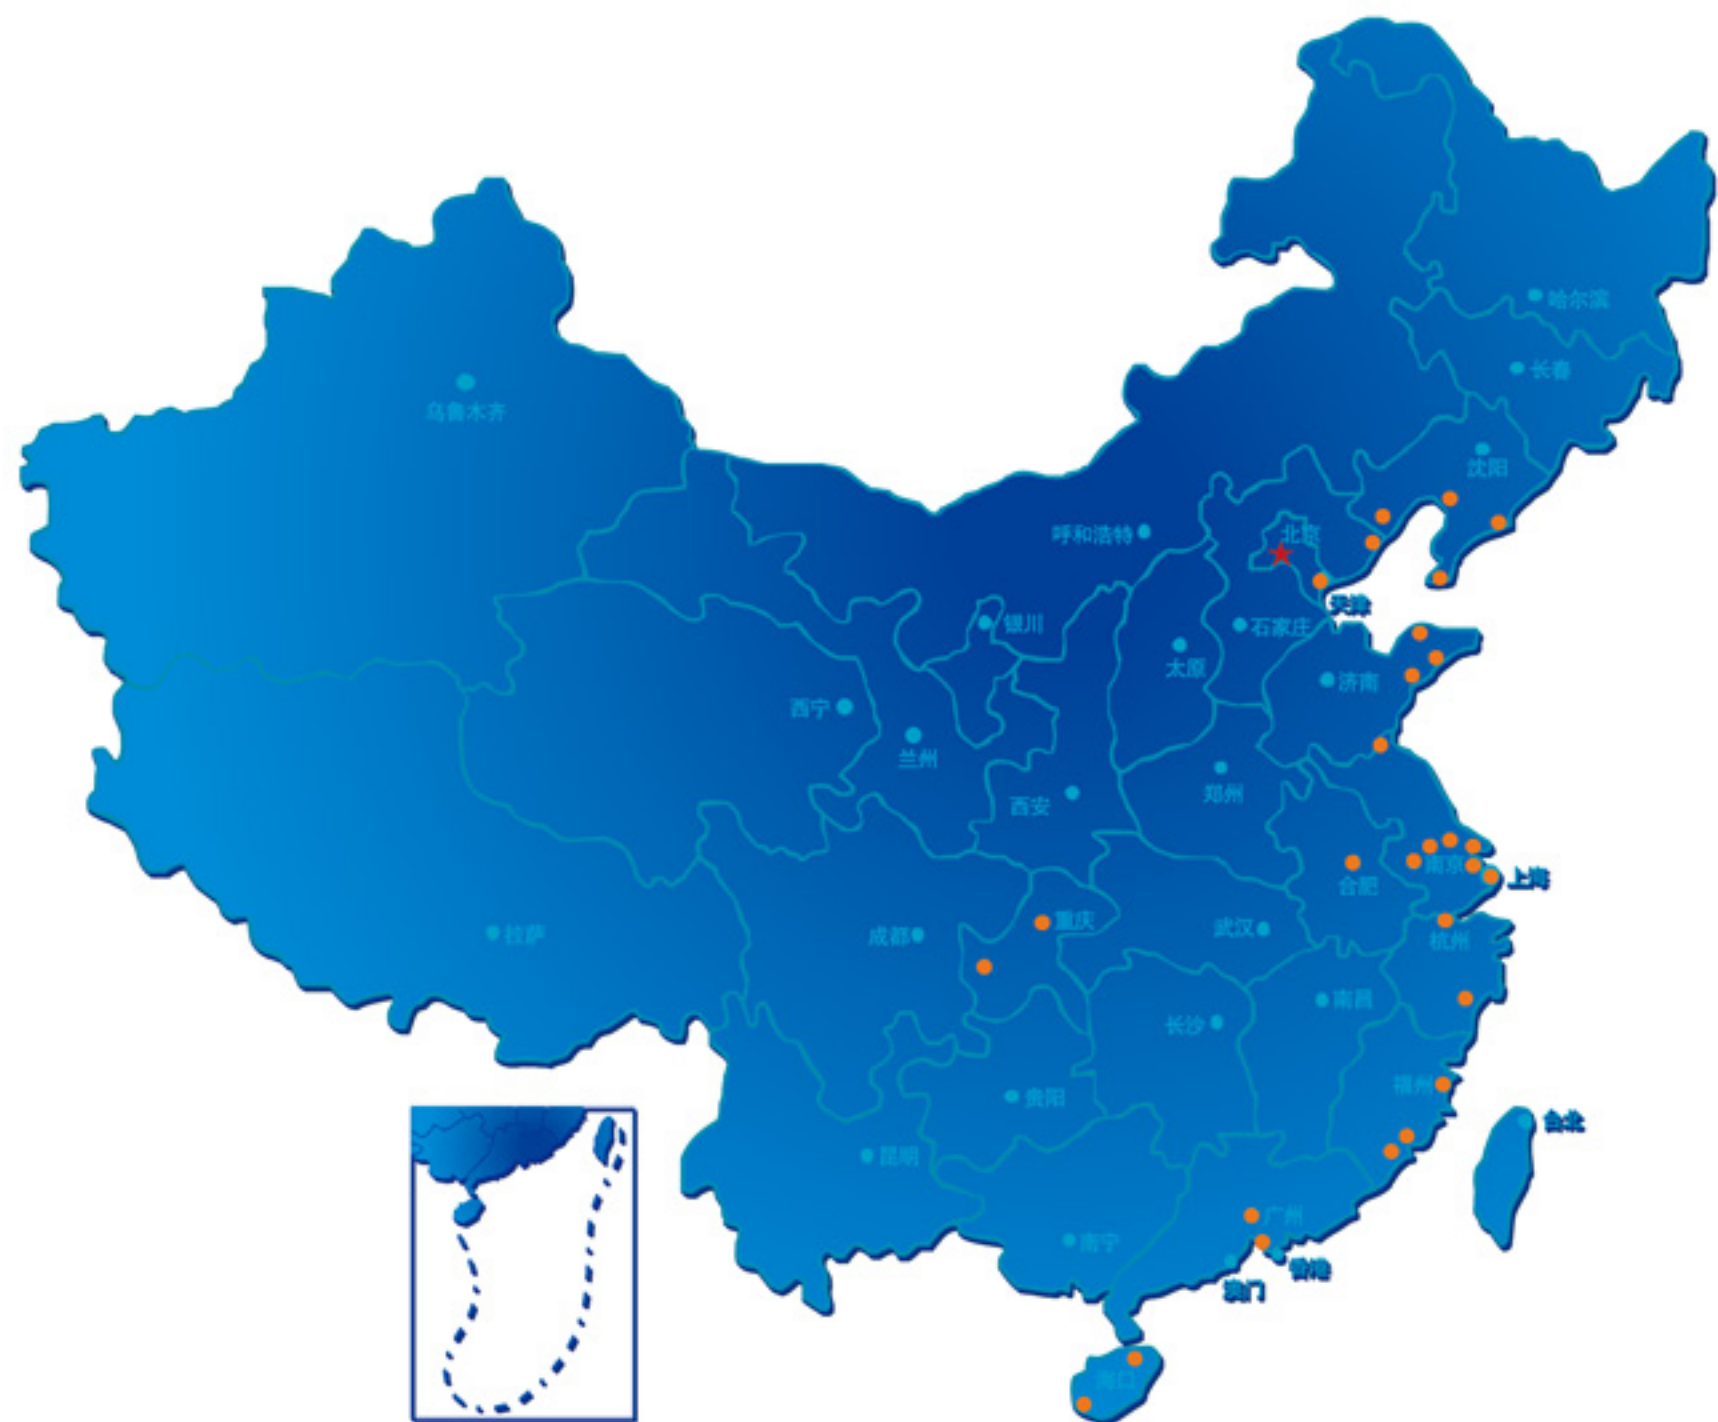 哈尔滨
长春
乌鲁木齐
沈阳
呼和浩特
北京
天津
银川
石家庄
太原
济南
西宁
兰州
西安
郑州
南京
合肥
上海
重庆
武汉
成都
拉萨
杭州
南昌
长沙
福州
贵阳
台北
昆明
广州
南宁
香港
澳门
海口